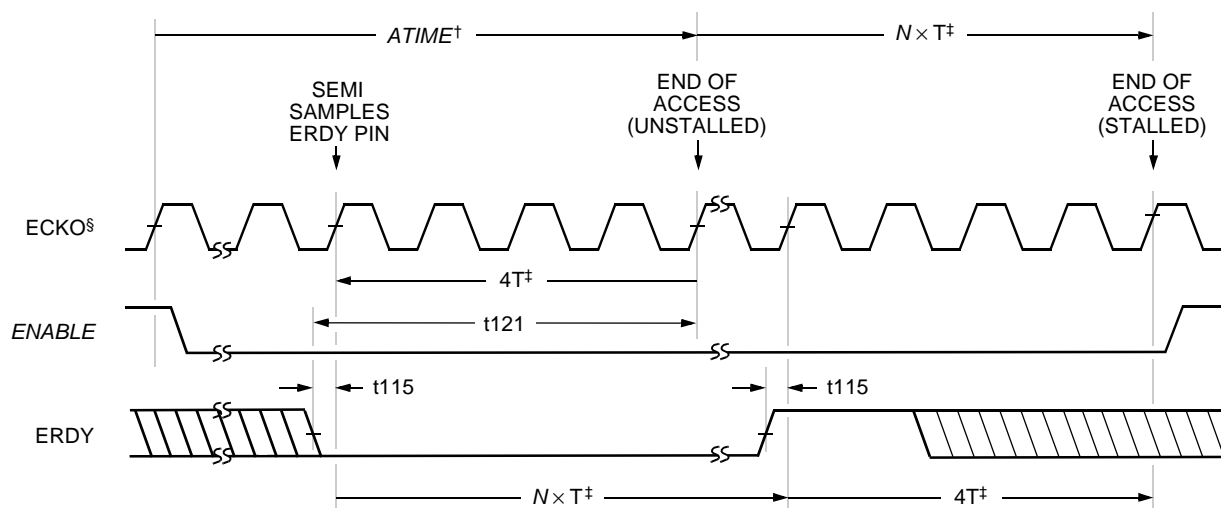 ATIME†
N × T‡
SEMI
SAMPLES
ERDY PIN
END OF
ACCESS
(UNSTALLED)
END OF
ACCESS
(STALLED)
ECKO§
4T‡
ENABLE
t121
t115
t115
ERDY
N × T‡
4T‡